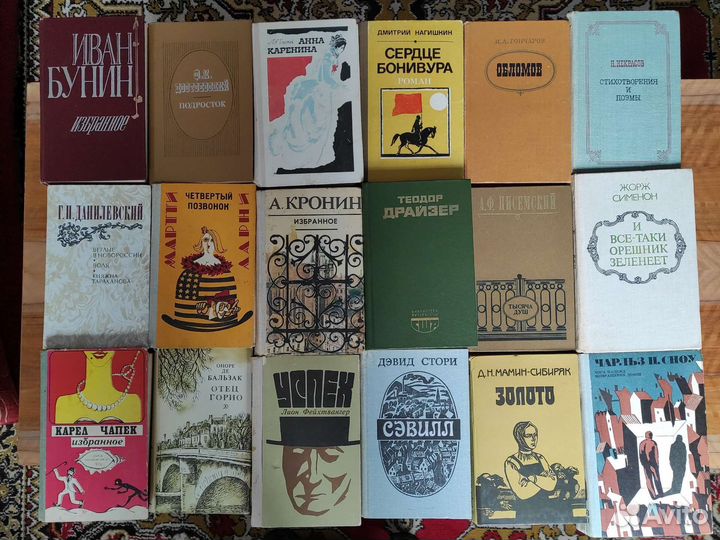 ИВАН
БУНИН
избранное
Ф.М.
ДОСТОЕВСКИЙ
ПОДРОСТОК
АННА
КАРЕНИНА
ДМИТРИЙ НАГИШКИН
СЕРДЦЕ
БОНИВУРА
РОМАН
И.А. ГОНЧАРОВ
ОБЛОМОВ
Н. НЕКРАСОВ
СТИХОТВОРЕНИЯ
И
ПОЭМЫ
Г.П. ДАНИЛЕВСКИЙ
БЕГЛЫЕ
В НОВОРОССИИ
ВОЛЯ
КНЯЖНА
ТАРАКАНОВА
ЧЕТВЕРТЫЙ
ПОЗВОНОК
МАРТТИ
ЛАРНИ
А. КРОНИН
ИЗБРАННОЕ
ТЕОДОР
ДРАЙЗЕР
США
А.Ф. ПИСЕМСКИЙ
ТЫСЯЧА
ДУШ
ЖОРЖ
СИМЕНОН
И
ВСЕ-ТАКИ
ОРЕШНИК
ЗЕЛЕНЕЕТ
КАРЕЛ ЧАПЕК
избранное
ОНОРЕ
ДЕ
БАЛЬЗАК
ОТЕЦ
ГОРИО
УСПЕХ
Лион Фейхтвангер
ДЭВИД СТОРИ
СЭВИЛЛ
Д.Н. МАМИН-СИБИРЯК
ЗОЛОТО
ЧАРЛЬЗ П. СНОУ
Avito